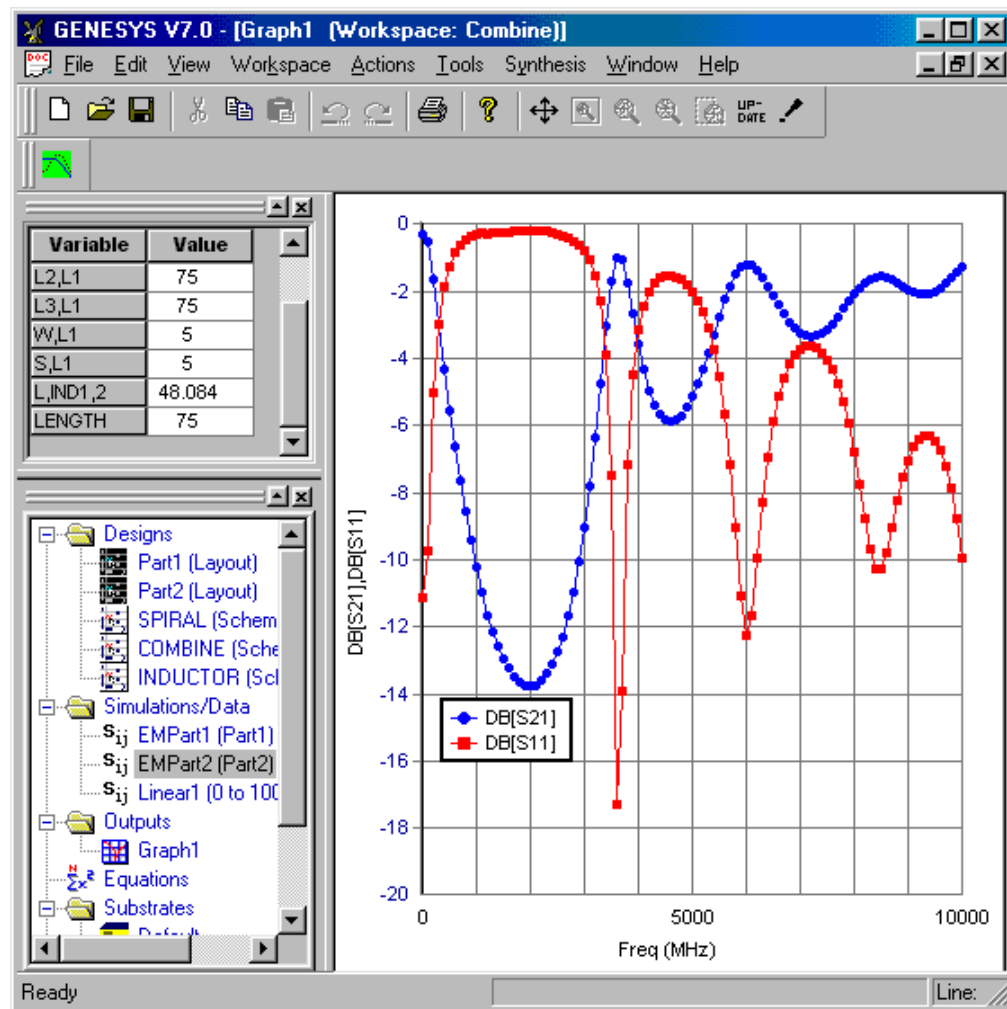 GENESYS V7.0 - [Graph1 (Workspace: Combine)]
DOC File Edit View Workspace Actions Tools Synthesis Window Help
UP-DATE
Variable Value
L2,L1 75
L3,L1 75
W,L1 5
S,L1 5
L,IND1,2 48.084
LENGTH 75
Designs
Part1 (Layout)
Part2 (Layout)
SPIRAL (Schem
COMBINE (Sche
INDUCTOR (Scl
Simulations/Data
Sij EMPart1 (Part1)
Sij EMPart2 (Part2)
Sij Linear1 (0 to 100
Outputs
Graph1
Equations
Substrates
Default
0
-2
-4
-6
-8
-10
-12
-14
-16
-18
-20
DB[S21],DB[S11]
DB[S21]
DB[S11]
0 5000 10000
Freq (MHz)
Ready Line: